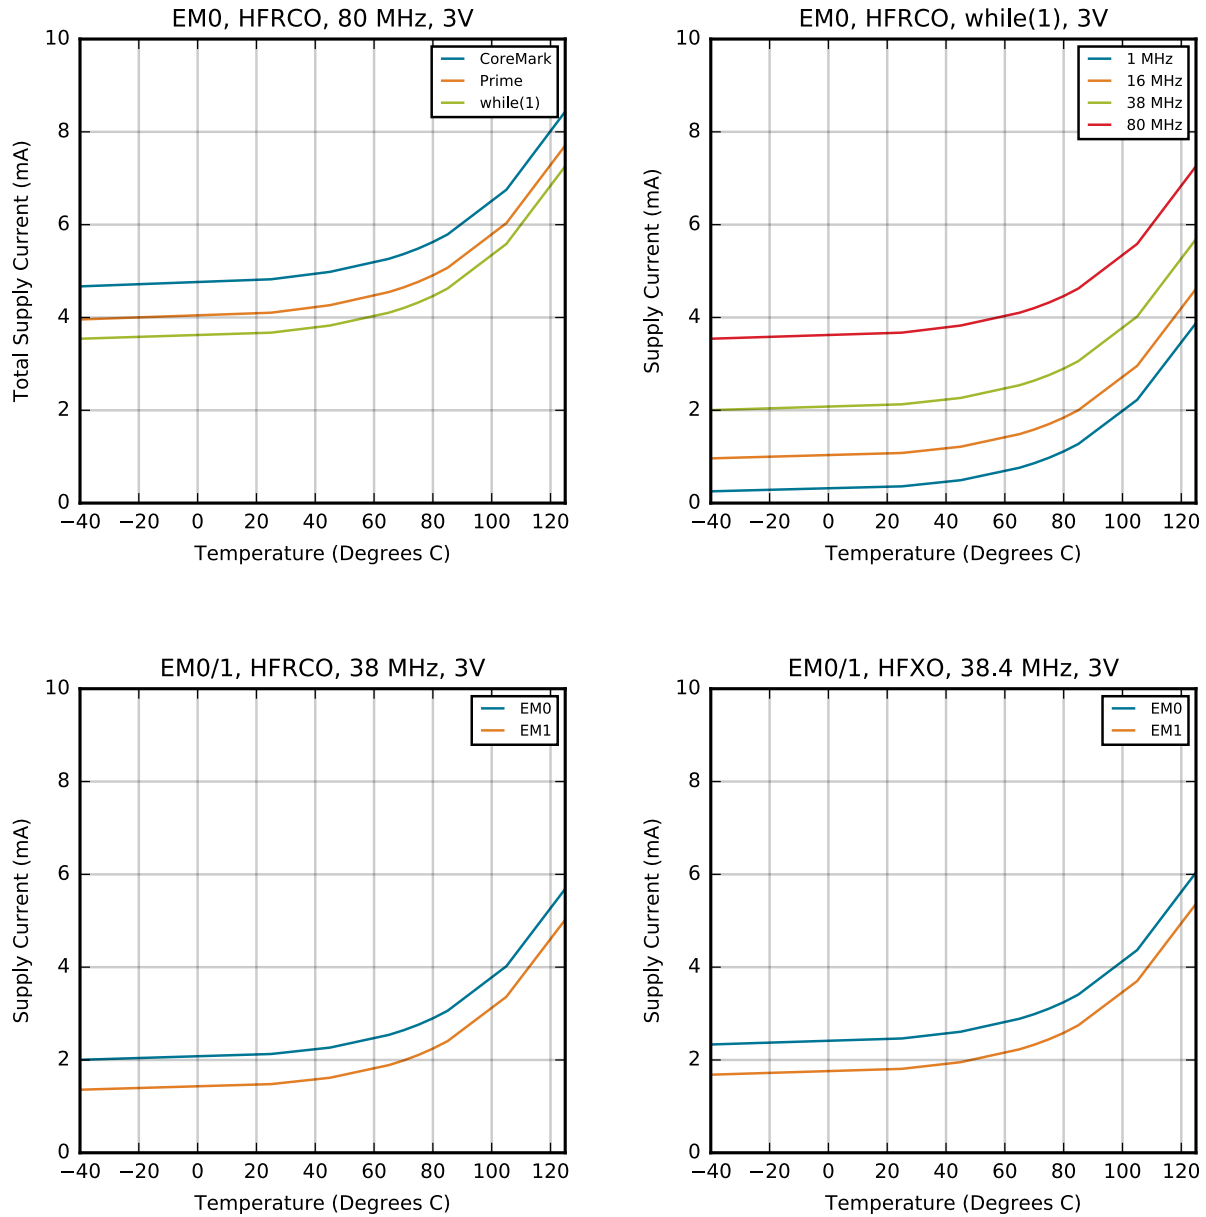 EM0, HFRCO, 80 MHz, 3V
10
8
6
4
2
0
Total Supply Current (mA)
CoreMark
Prime
while(1)
−40 −20 0 20 40 60 80 100 120
Temperature (Degrees C)
EM0, HFRCO, while(1), 3V
10
8
6
4
2
0
Supply Current (mA)
1 MHz
16 MHz
38 MHz
80 MHz
−40 −20 0 20 40 60 80 100 120
Temperature (Degrees C)
EM0/1, HFRCO, 38 MHz, 3V
10
8
6
4
2
0
Supply Current (mA)
EM0
EM1
−40 −20 0 20 40 60 80 100 120
Temperature (Degrees C)
EM0/1, HFXO, 38.4 MHz, 3V
10
8
6
4
2
0
Supply Current (mA)
EM0
EM1
−40 −20 0 20 40 60 80 100 120
Temperature (Degrees C)